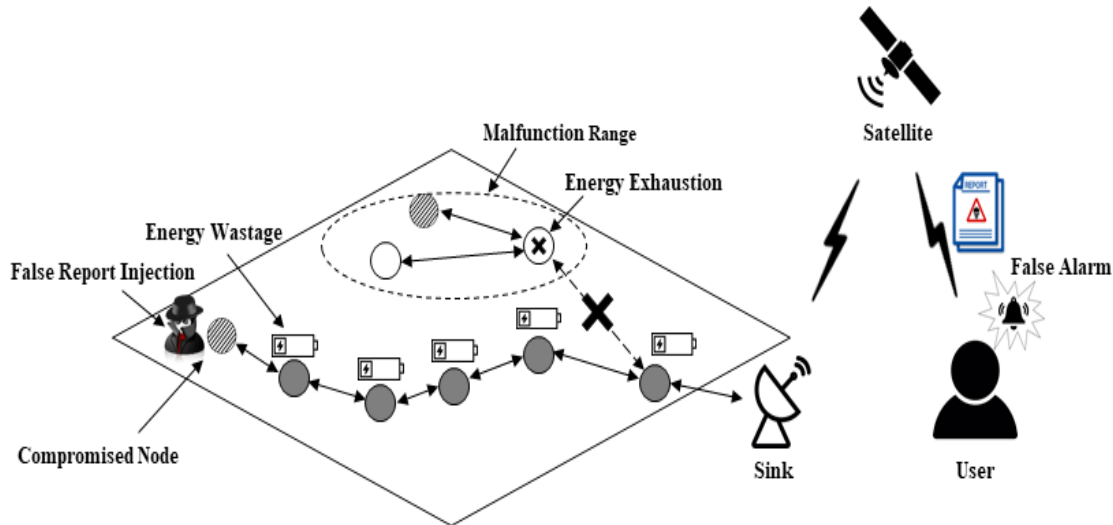 Satellite
Malfunction Range
Energy Exhaustion
REPORT
Energy Wastage
False Report Injection
False Alarm
Compromised Node
Sink
User